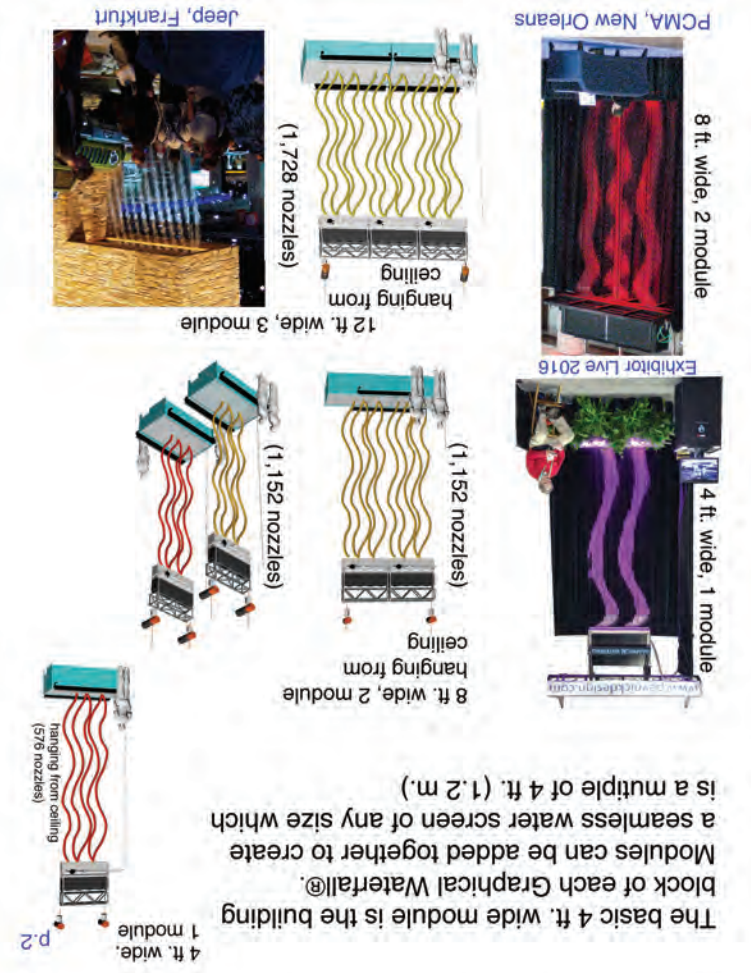 p.2
The basic 4 ft. wide module is the building
block of each Graphical Waterfall®.
Modules can be added together to create
a seamless water screen of any size which
is a mutiple of 4 ft. (1.2 m.)
4 ft. wide.
1 module
hanging from ceiling
(576 nozzles)
www.pevnickdesign.com
4 ft. wide, 1 module
Exhibitor Live 2016
8 ft. wide, 2 module
hanging from
ceiling
(1,152 nozzles)
(1,152 nozzles)
8 ft. wide, 2 module
PCMA, New Orleans
12 ft. wide, 3 module
hanging from
ceiling
(1,728 nozzles)
Jeep, Frankfurt